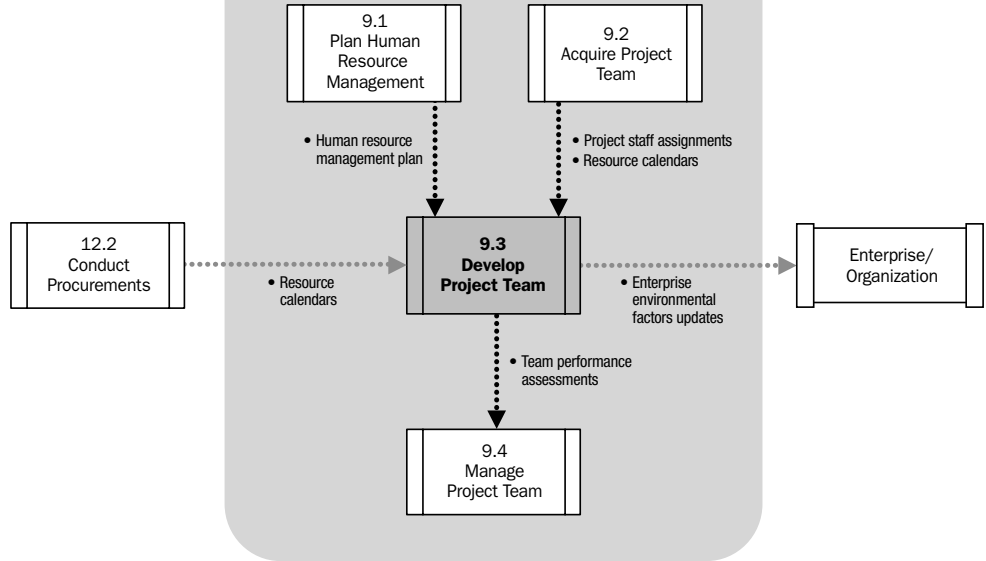 9.1
Plan Human
Resource
Management
9.2
Acquire Project
Team
• Human resource
management plan
• Project staff assignments
• Resource calendars
12.2
Conduct
Procurements
• Resource
calendars
9.3
Develop
Project Team
• Enterprise
environmental
factors updates
Enterprise/
Organization
• Team performance
assessments
9.4
Manage
Project Team